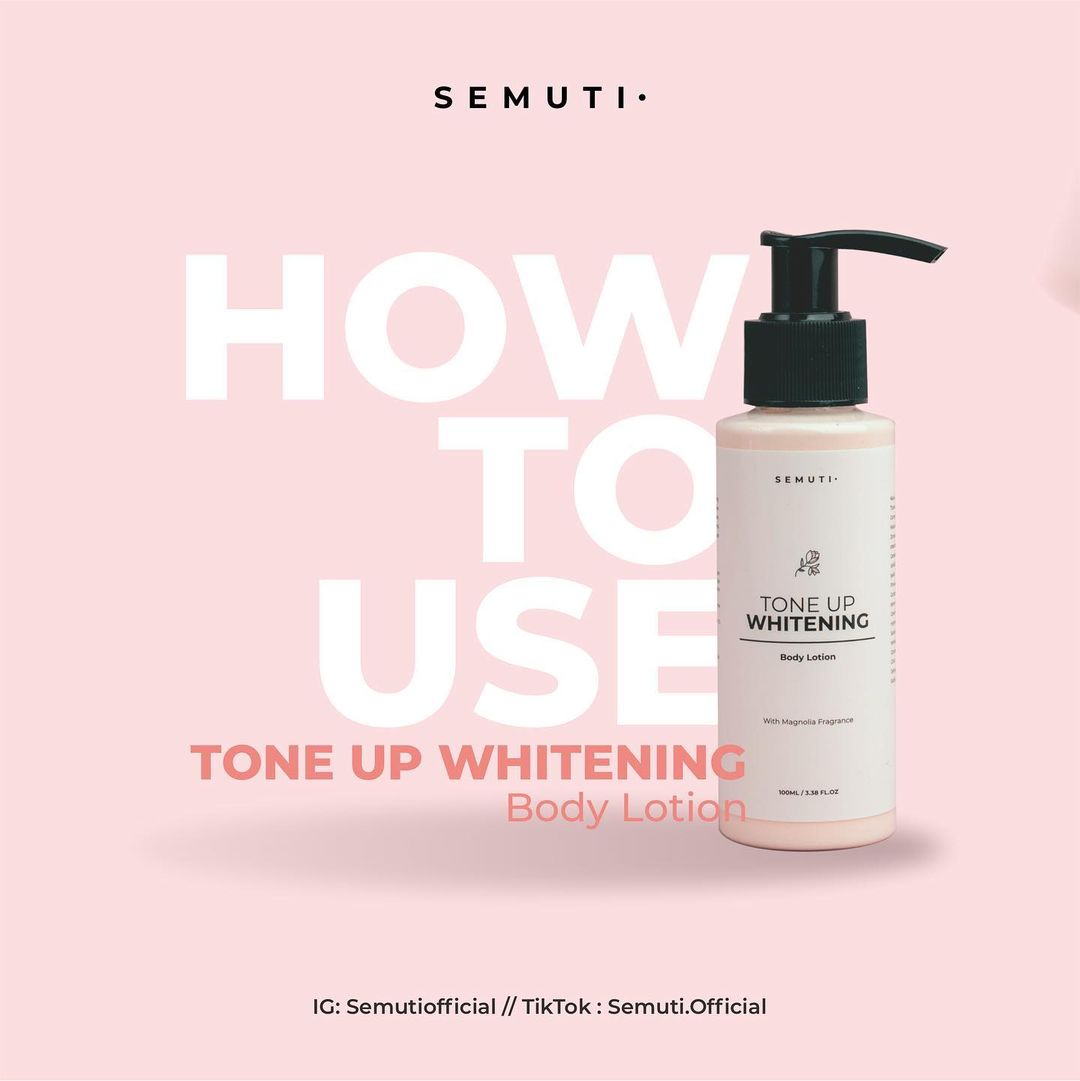 SEMUTI•
HOW
TO
USE
TONE UP WHITENING
Body Lotion
SEMUTI•
TONE UP
WHITENING
Body Lotion
With Magnolia Fragrance
100ML / 3.38 FL.OZ
IG: Semutiofficial // TikTok : Semuti.Official